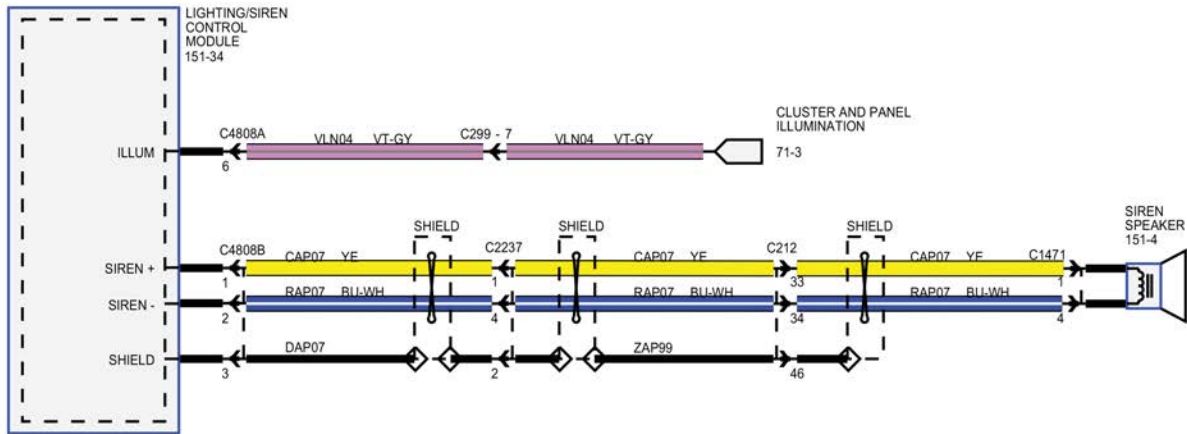 LIGHTING/SIREN
CONTROL
MODULE
151-34
CLUSTER AND PANEL
ILLUMINATION
71-3
C4808A
VLN04 VT-GY
C299 - 7
VLN04 VT-GY
ILLUM
6
SIREN
SPEAKER
151-4
SHIELD
SHIELD
SHIELD
C4808B
CAP07 YE
C2237
CAP07 YE
C212
CAP07 YE
C1471
SIREN +
1
1
33
1
RAP07 BU-WH
RAP07 BU-WH
RAP07 BU-WH
SIREN -
2
4
34
4
DAP07
ZAP99
SHIELD
3
2
46